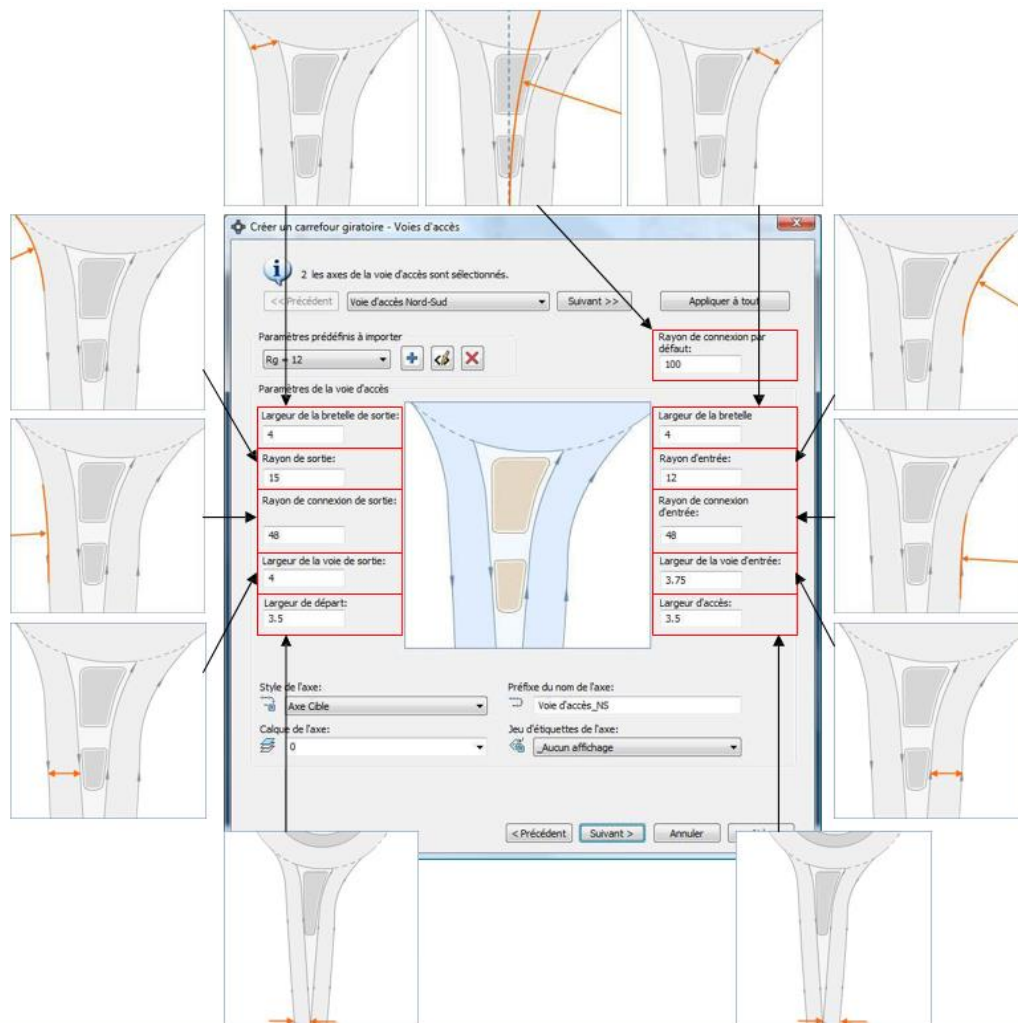 Créer un carrefour giratoire - Voies d'accès
2 les axes de la voie d'accès sont sélectionnés.
<< Précédent
Voie d'accès Nord-Sud
Suivant >>
Appliquer à tout
Paramètres prédéfinis à importer
Rg = 12
Rayon de connexion par
défaut:
100
Paramètres de la voie d'accès
Largeur de la bretelle de sortie:
4
Rayon de sortie:
15
Rayon de connexion de sortie:
48
Largeur de la voie de sortie:
4
Largeur de départ:
3.5
Largeur de la bretelle
4
Rayon d'entrée:
12
Rayon de connexion
d'entrée:
48
Largeur de la voie d'entrée:
3.75
Largeur d'accès:
3.5
Style de l'axe:
Axe Cible
Préfixe du nom de l'axe:
Voie d'accès_NS
Calque de l'axe:
0
Jeu d'étiquettes de l'axe:
_Aucun affichage
< Précédent
Suivant >
Annuler